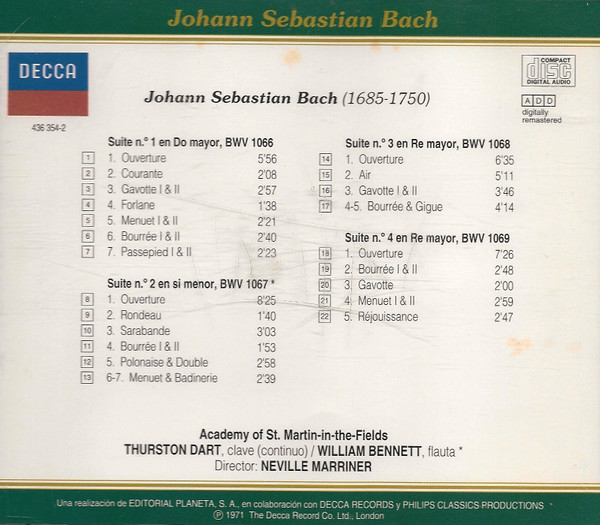 Johann Sebastian Bach
DECCA
436 354-2
Johann Sebastian Bach (1685-1750)
COMPACT
disc
DIGITAL AUDIO
A D D
digitally
remastered
Suite n.° 1 en Do mayor, BWV 1066
1 1. Ouverture 5'56
2 2. Courante 2'08
3 3. Gavotte I & II 2'57
4 4. Forlane 1'38
5 5. Menuet I & II 2'21
6 6. Bourrée I & II 2'40
7 7. Passepied I & II 2'23
Suite n.° 2 en si menor, BWV 1067 *
8 1. Ouverture 8'25
9 2. Rondeau 1'40
10 3. Sarabande 3'03
11 4. Bourrée I & II 1'53
12 5. Polonaise & Double 2'58
13 6-7. Menuet & Badinerie 2'39
Suite n.° 3 en Re mayor, BWV 1068
14 1. Ouverture 6'35
15 2. Air 5'11
16 3. Gavotte I & II 3'46
17 4-5. Bourrée & Gigue 4'14
Suite n.° 4 en Re mayor, BWV 1069
18 1. Ouverture 7'26
19 2. Bourrée I & II 2'48
20 3. Gavotte 2'00
21 4. Menuet I & II 2'59
22 5. Réjouissance 2'47
Academy of St. Martin-in-the-Fields
THURSTON DART, clave (continuo) / WILLIAM BENNETT, flauta *
Director: NEVILLE MARRINER
Una realización de EDITORIAL PLANETA, S. A., en colaboración con DECCA RECORDS y PHILIPS CLASSICS PRODUCTIONS
℗ 1971 The Decca Record Co. Ltd., London